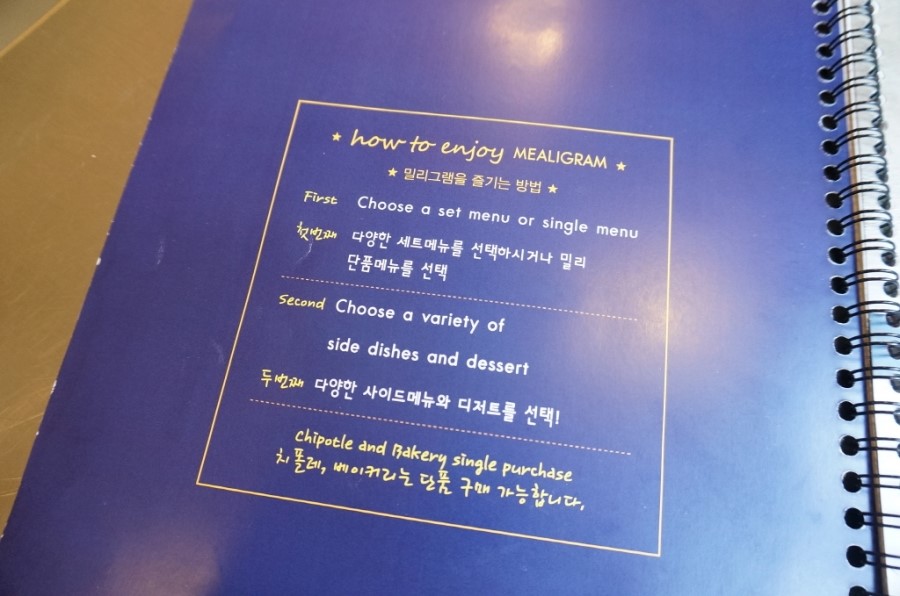 ★ how to enjoy MEALIGRAM ★
★ 밀리그램을 즐기는 방법 ★
First Choose a set menu or single menu
첫번째 다양한 세트메뉴를 선택하시거나 밀리
단품메뉴를 선택
Second Choose a variety of
side dishes and dessert
두번째 다양한 사이드메뉴와 디저트를 선택!
Chipotle and Bakery single purchase
치폴레, 베이커리는 단품 구매 가능합니다.